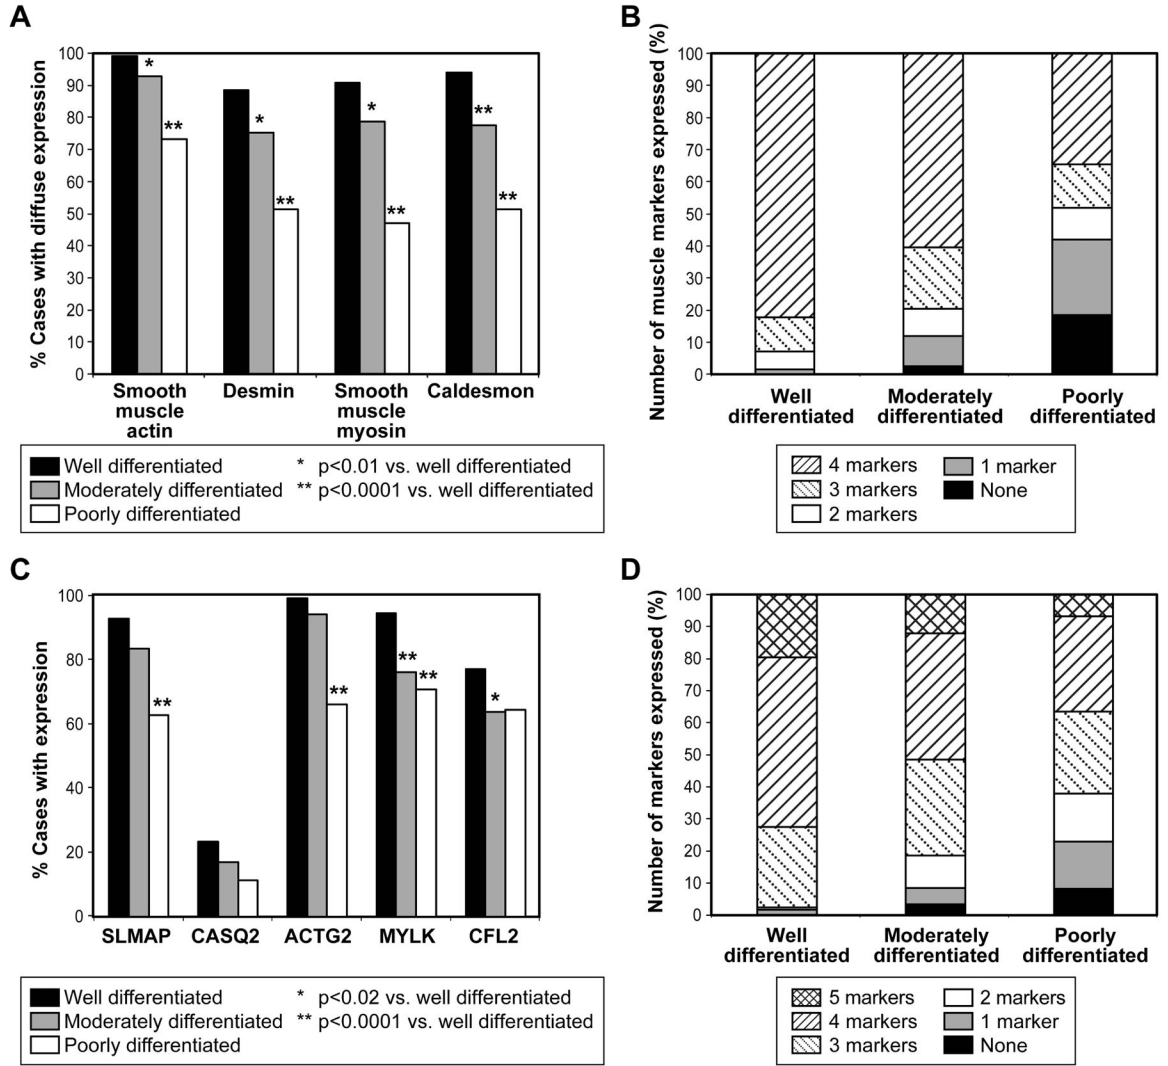 A
% Cases with diffuse expression
100
90
80
70
60
50
40
30
20
10
0
*
**
*
**
*
**
**
**
Smooth
muscle
actin
Desmin
Smooth
muscle
myosin
Caldesmon
Well differentiated
Moderately differentiated
Poorly differentiated
* p<0.01 vs. well differentiated
** p<0.0001 vs. well differentiated
B
Number of muscle markers expressed (%)
100
90
80
70
60
50
40
30
20
10
0
Well
differentiated
Moderately
differentiated
Poorly
differentiated
4 markers
3 markers
2 markers
1 marker
None
C
% Cases with expression
100
80
60
40
20
0
**
**
**
**
*
SLMAP
CASQ2
ACTG2
MYLK
CFL2
Well differentiated
Moderately differentiated
Poorly differentiated
* p<0.02 vs. well differentiated
** p<0.0001 vs. well differentiated
D
Number of markers expressed (%)
100
90
80
70
60
50
40
30
20
10
0
Well
differentiated
Moderately
differentiated
Poorly
differentiated
5 markers
4 markers
3 markers
2 markers
1 marker
None